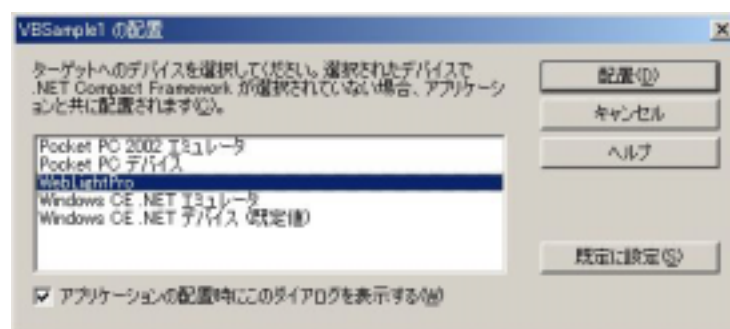 VBSample1 の配置
ターゲットへのデバイスを選択してください。選択されたデバイスで
.NET Compact Framework が選択されていない場合、アプリケーシ
ョンと共に配置されます(C)。
配置(D)
キャンセル
ヘルプ
Pocket PC 2002 エミュレータ
Pocket PC デバイス
WebLightPro
Windows CE .NET エミュレータ
Windows CE .NET デバイス (既定値)
既定に設定(S)
アプリケーションの配置時にこのダイアログを表示する(W)